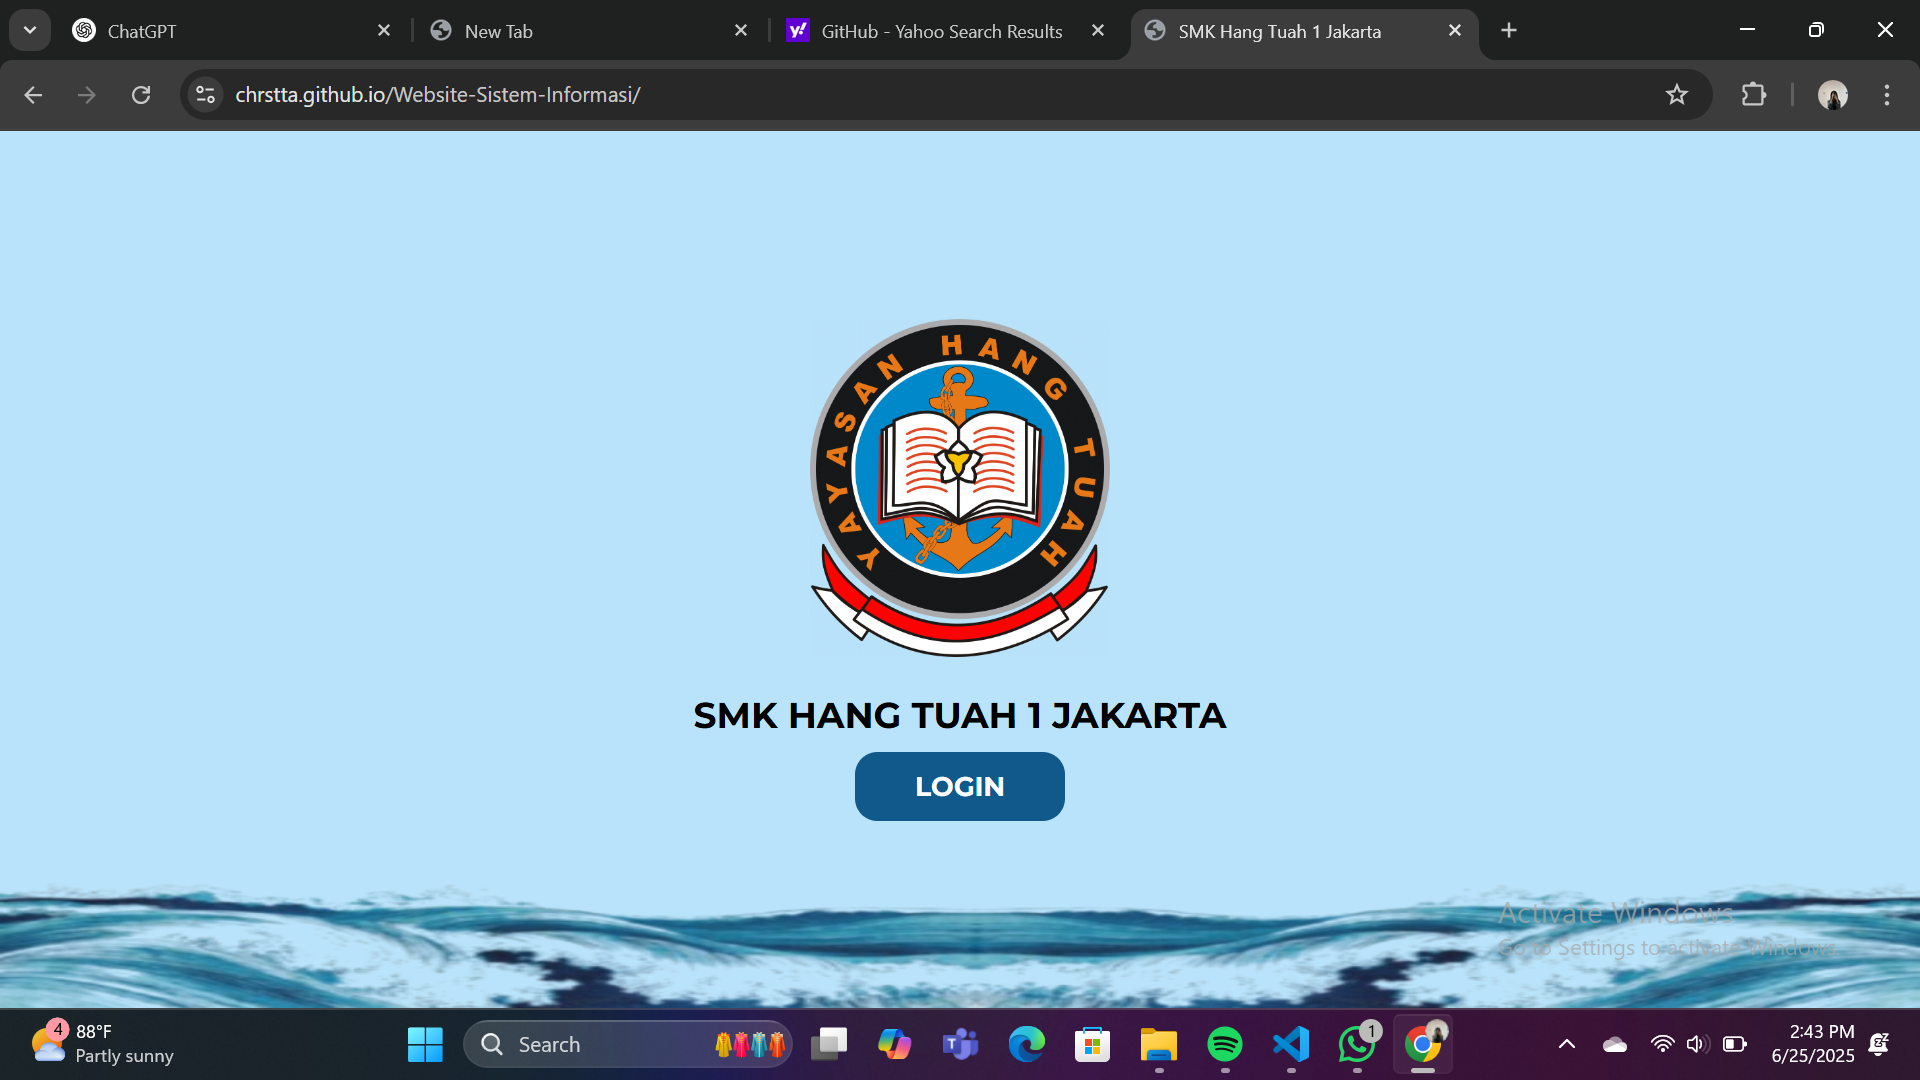 ChatGPT
New Tab
GitHub - Yahoo Search Results
SMK Hang Tuah 1 Jakarta
chrstta.github.io/Website-Sistem-Informasi/
YAYASAN HANG TUAH
SMK HANG TUAH 1 JAKARTA
LOGIN
Activate Windows
Go to Settings to activate Windows.
4
88°F
Partly sunny
Search
1
2:43 PM
6/25/2025